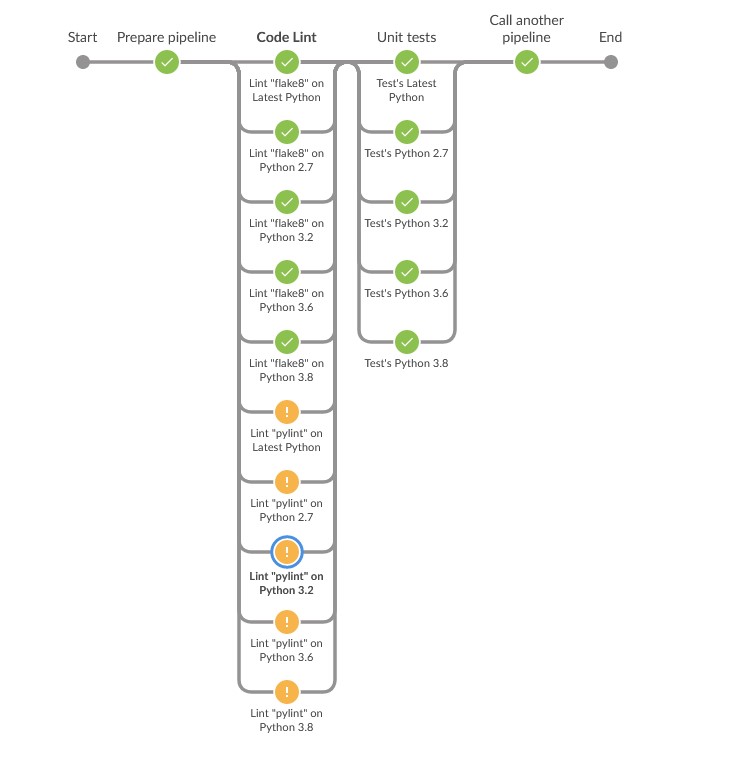 Start
Prepare pipeline
Code Lint
Unit tests
Call another
pipeline
End
Lint "flake8" on
Latest Python
Lint "flake8" on
Python 2.7
Lint "flake8" on
Python 3.2
Lint "flake8" on
Python 3.6
Lint "flake8" on
Python 3.8
Lint "pylint" on
Latest Python
Lint "pylint" on
Python 2.7
Lint "pylint" on
Python 3.2
Lint "pylint" on
Python 3.6
Lint "pylint" on
Python 3.8
Test's Latest
Python
Test's Python 2.7
Test's Python 3.2
Test's Python 3.6
Test's Python 3.8